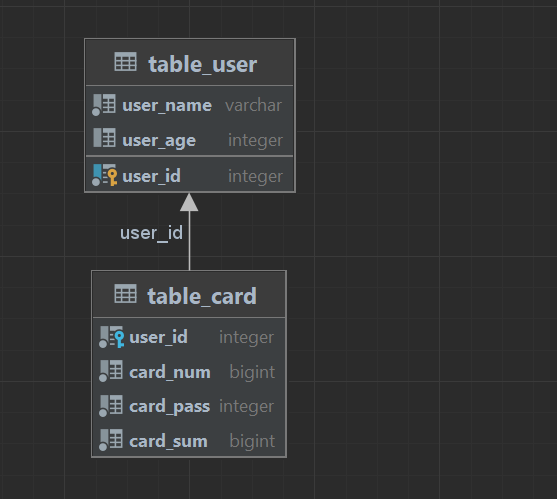 table_user
user_name varchar
user_age integer
user_id integer
user_id
table_card
user_id integer
card_num bigint
card_pass integer
card_sum bigint